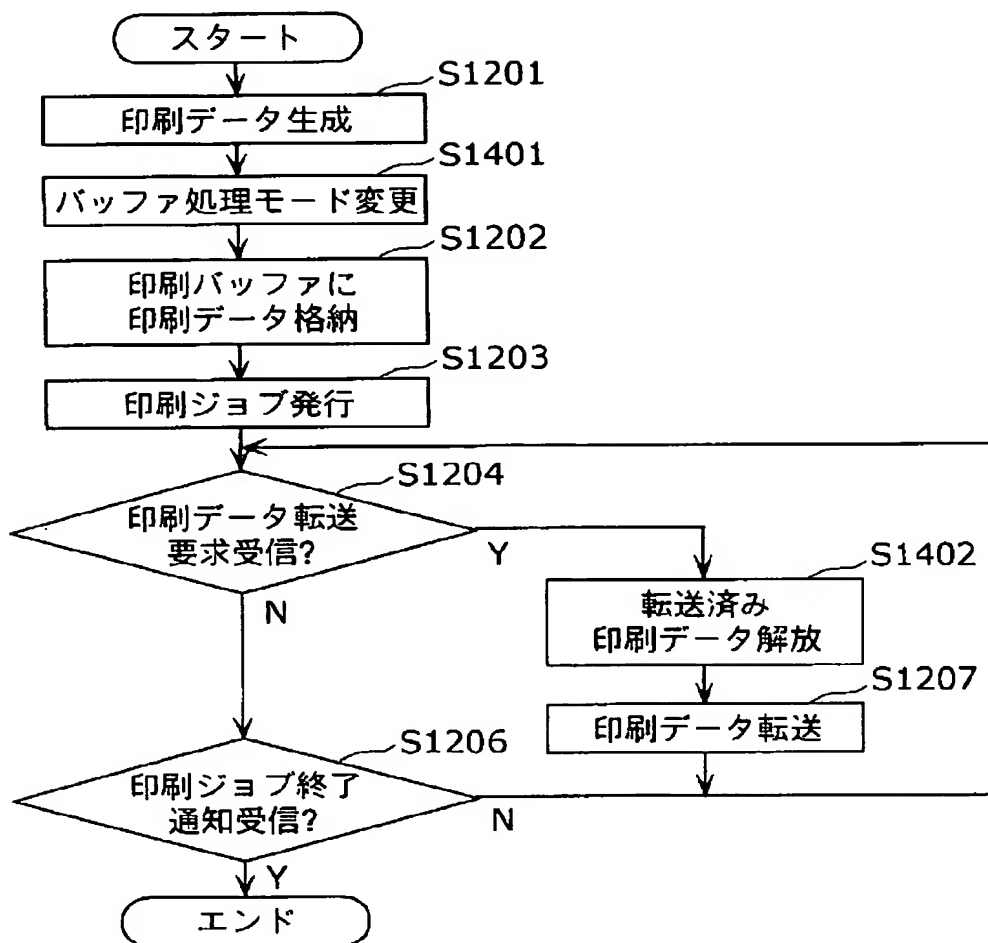 スタート
S1201
印刷データ生成
S1401
バッファ処理モード変更
S1202
印刷バッファに
印刷データ格納
S1203
印刷ジョブ発行
S1204
印刷データ転送
要求受信?
Y
N
S1402
転送済み
印刷データ解放
S1207
印刷データ転送
S1206
印刷ジョブ終了
通知受信?
N
Y
エンド